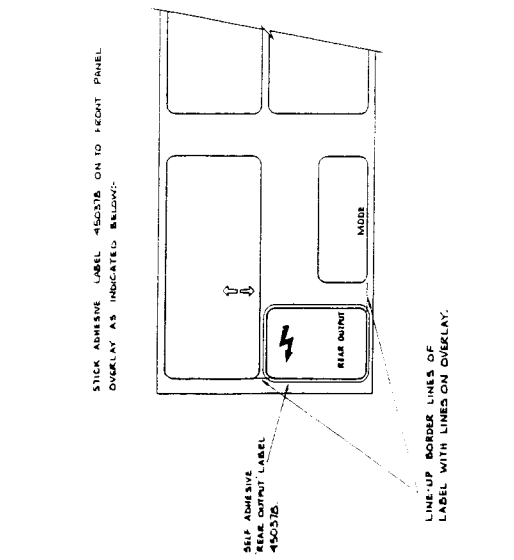 STICK ADHESIVE LABEL 450378 ON TO FRONT PANEL
OVERLAY AS INDICATED BELOW:-
MODE
REAR OUTPUT
SELF ADHESIVE
REAR OUTPUT LABEL
450378.
LINE-UP BORDER LINES OF
LABEL WITH LINES ON OVERLAY.